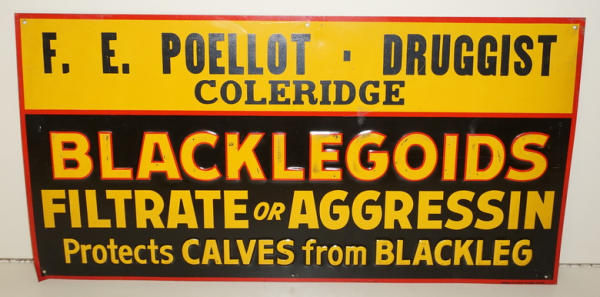 F. E. POELLOT · DRUGGIST
COLERIDGE
BLACKLEGOIDS
FILTRATE OR AGGRESSIN
Protects CALVES from BLACKLEG